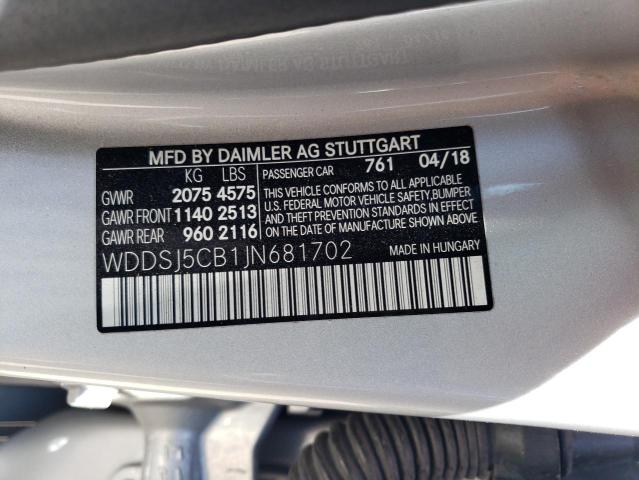 MFD BY DAIMLER AG STUTTGART
KG LBS
PASSENGER CAR 761 04/18
GVWR 2075 4575
GAWR FRONT 1140 2513
GAWR REAR 960 2116
THIS VEHICLE CONFORMS TO ALL APPLICABLE
U.S. FEDERAL MOTOR VEHICLE SAFETY, BUMPER
AND THEFT PREVENTION STANDARDS IN EFFECT
ON THE DATE OF MANUFACTURE SHOWN ABOVE.
WDDSJ5CB1JN681702
MADE IN HUNGARY